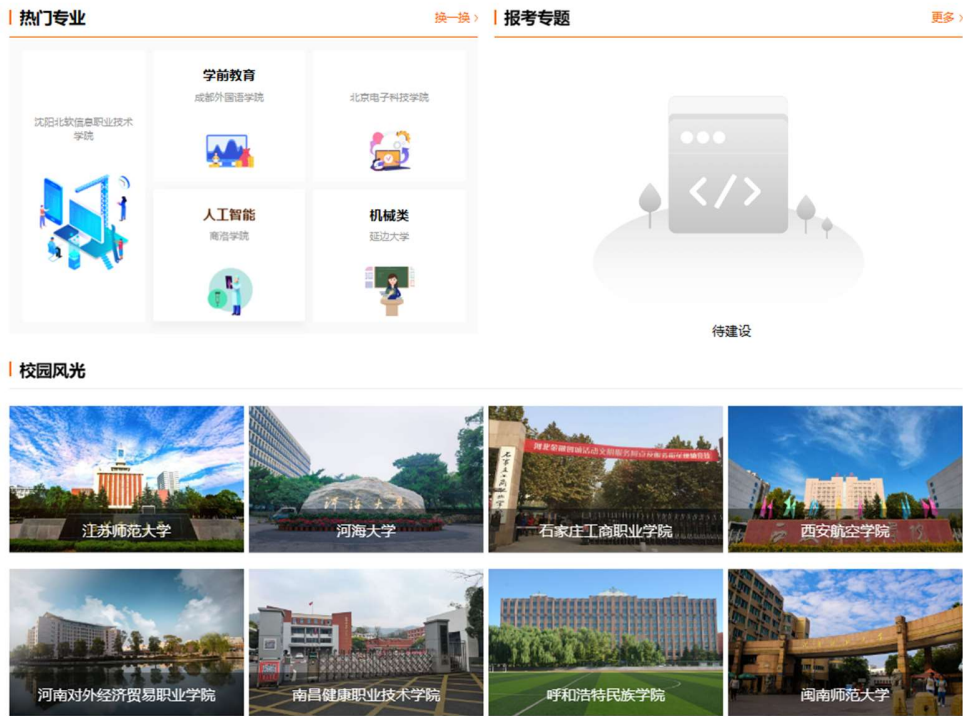 热门专业
换一换 >
报考专题
更多 >
沈阳北软信息职业技术
学院
学前教育
成都外国语学院
北京电子科技学院
人工智能
商洛学院
机械类
延边大学
</>
待建设
校园风光
江苏师范大学
河海大学
河海大学
石家庄工商职业学院
西安航空学院
河南对外经济贸易职业学院
南昌健康职业技术学院
呼和浩特民族学院
闽南师范大学